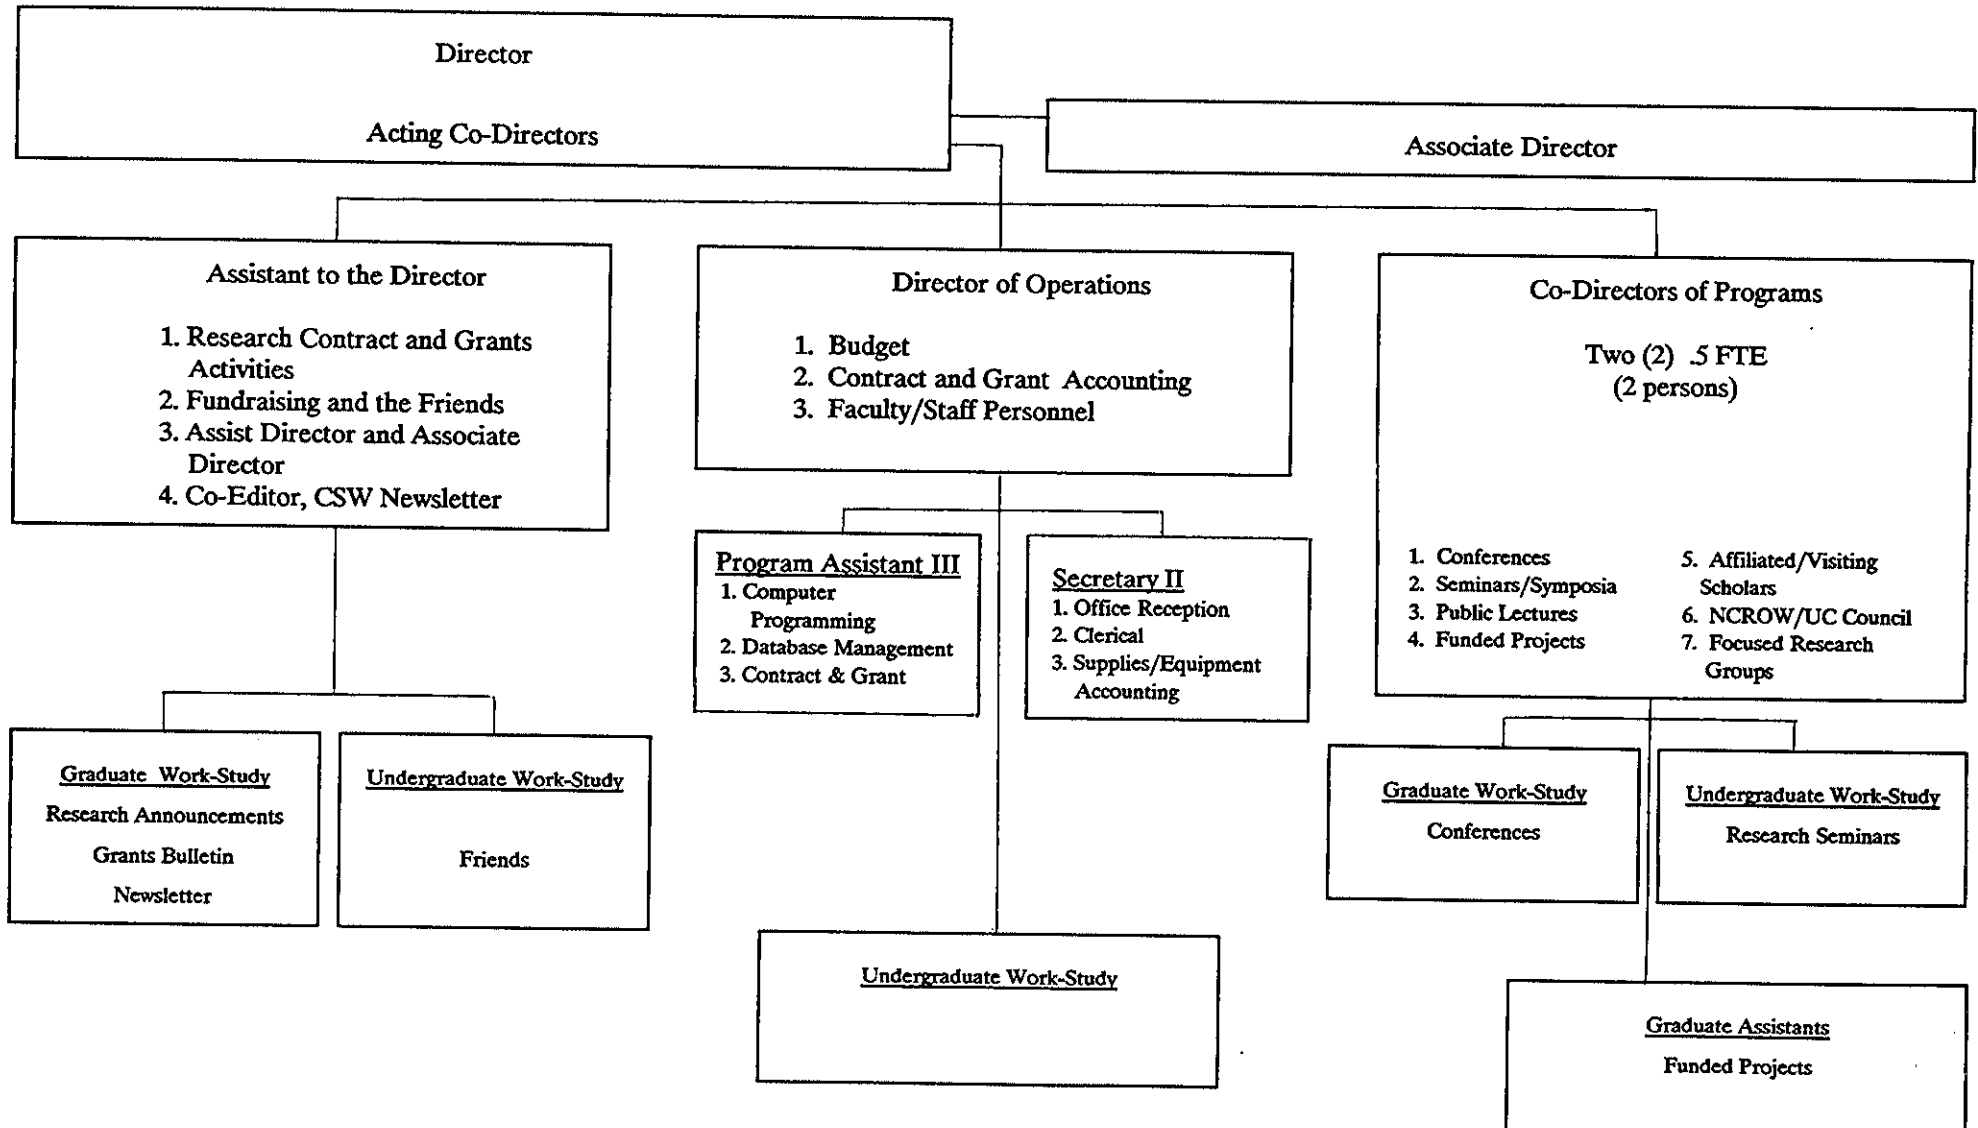 Director
Acting Co-Directors
Associate Director
Assistant to the Director
1. Research Contract and Grants
Activities
2. Fundraising and the Friends
3. Assist Director and Associate
Director
4. Co-Editor, CSW Newsletter
Director of Operations
1. Budget
2. Contract and Grant Accounting
3. Faculty/Staff Personnel
Co-Directors of Programs
Two (2) .5 FTE
(2 persons)
1. Conferences
2. Seminars/Symposia
3. Public Lectures
4. Funded Projects
5. Affiliated/Visiting
Scholars
6. NCROW/UC Council
7. Focused Research
Groups
Program Assistant III
1. Computer
Programming
2. Database Management
3. Contract & Grant
Secretary II
1. Office Reception
2. Clerical
3. Supplies/Equipment
Accounting
Graduate Work-Study
Research Announcements
Grants Bulletin
Newsletter
Undergraduate Work-Study
Friends
Graduate Work-Study
Conferences
Undergraduate Work-Study
Research Seminars
Undergraduate Work-Study
Graduate Assistants
Funded Projects